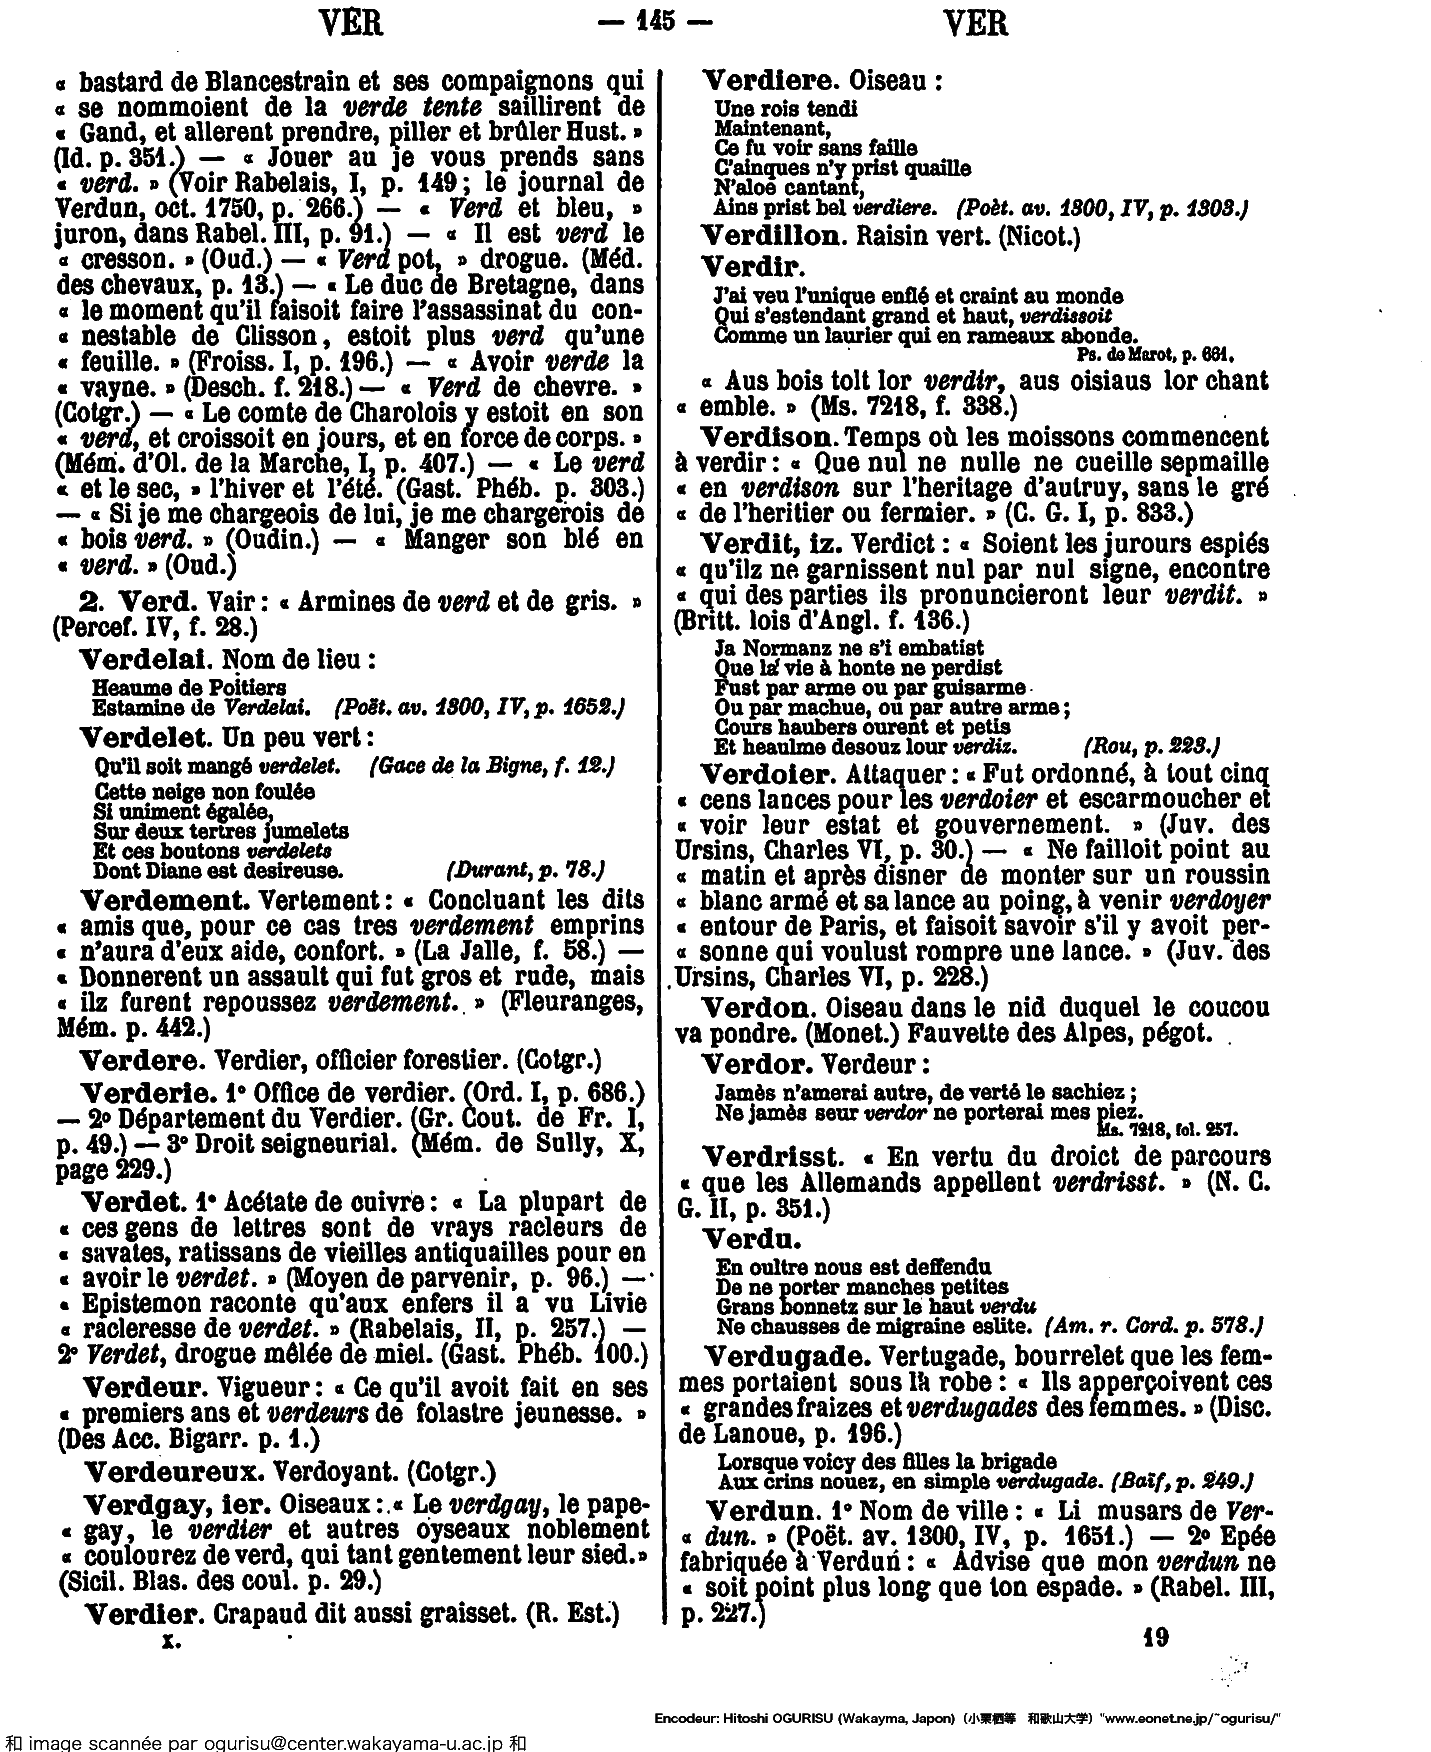 VER — 145 — VER
« bastard de Blancestrain et ses compaignons qui
« se nommoient de la verde tente saillirent de
« Gand, et allerent prendre, piller et brûler Hust. »
(Id. p. 351.) — « Jouer au je vous prends sans
« verd. » (Voir Rabelais, I, p. 149 ; le journal de
Verdun, oct. 1750, p. 266.) — « Verd et bleu, »
juron, dans Rabel. III, p. 91.) — « Il est verd le
« cresson. » (Oud.) — « Verd pot, » drogue. (Méd.
des chevaux, p. 13.) — « Le duc de Bretagne, dans
« le moment qu'il faisoit faire l'assassinat du con-
« nestable de Clisson, estoit plus verd qu'une
« feuille. » (Froiss. I, p. 196.) — « Avoir verde la
« vayne. » (Desch. f. 218.) — « Verd de chevre. »
(Cotgr.) — « Le comte de Charolois y estoit en son
« verd, et croissoit en jours, et en force de corps. »
(Mém. d'Ol. de la Marche, I, p. 407.) — « Le verd
« et le sec, » l'hiver et l'été. (Gast. Phéb. p. 303.)
— « Si je me chargeois de lui, je me chargerois de
« bois verd. » (Oudin.) — « Manger son blé en
« verd. » (Oud.)
2. Verd. Vair : « Armines de verd et de gris. »
(Percef. IV, f. 28.)
Verdelai. Nom de lieu :
Heaume de Poitiers
Estamine de Verdelai. (Poët. av. 1300, IV, p. 1652.)
Verdelet. Un peu vert :
Qu'il soit mangé verdelet. (Gace de la Bigne, f. 12.)
Cette neige non foulée
Si uniment égalée,
Sur deux tertres jumelets
Et ces boutons verdelets
Dont Diane est desireuse. (Durant, p. 78.)
Verdement. Vertement : « Concluant les dits
« amis que, pour ce cas tres verdement emprins
« n'aura d'eux aide, confort. » (La Jalle, f. 58.) —
« Donnerent un assault qui fut gros et rude, mais
« ilz furent repoussez verdement. » (Fleuranges,
Mém. p. 442.)
Verdere. Verdier, officier forestier. (Cotgr.)
Verderie. 1° Office de verdier. (Ord. I, p. 686.)
— 2° Département du Verdier. (Gr. Cout. de Fr. I,
p. 49.) — 3° Droit seigneurial. (Mém. de Sully, X,
page 229.)
Verdet. 1° Acétate de cuivre : « La plupart de
« ces gens de lettres sont de vrays racleurs de
« savates, ratissans de vieilles antiquailles pour en
« avoir le verdet. » (Moyen de parvenir, p. 96.) —
« Epistemon raconte qu'aux enfers il a vu Livie
« racleresse de verdet. » (Rabelais, II, p. 257.) —
2° Verdet, drogue mêlée de miel. (Gast. Phéb. 100.)
Verdeur. Vigueur : « Ce qu'il avoit fait en ses
« premiers ans et verdeurs de folastre jeunesse. »
(Des Acc. Bigarr. p. 1.)
Verdeureux. Verdoyant. (Cotgr.)
Verdgay, ier. Oiseaux : « Le verdgay, le pape-
« gay, le verdier et autres oyseaux noblement
« coulourez de verd, qui tant gentement leur sied. »
(Sicil. Blas. des coul. p. 29.)
Verdier. Crapaud dit aussi graisset. (R. Est.)
x.
Verdiere. Oiseau :
Une rois tendi
Maintenant,
Ce fu voir sans faille
C'ainques n'y prist quaille
N'aloe cantant,
Ains prist bel verdiere. (Poët. av. 1300, IV, p. 1303.)
Verdillon. Raisin vert. (Nicot.)
Verdir.
J'ai veu l'unique enflé et craint au monde
Qui s'estendant grand et haut, verdissoit
Comme un laurier qui en rameaux abonde.
Ps. de Marot, p. 661.
« Aus bois tolt lor verdir, aus oisiaus lor chant
« emble. » (Ms. 7218, f. 338.)
Verdison. Temps où les moissons commencent
à verdir : « Que nul ne nulle ne cueille sepmaille
« en verdison sur l'heritage d'autruy, sans le gré
« de l'heritier ou fermier. » (C. G. I, p. 833.)
Verdit, iz. Verdict : « Soient les jurours espiés
« qu'ilz ne garnissent nul par nul signe, encontre
« qui des parties ils pronuncieront leur verdit. »
(Britt. lois d'Angl. f. 136.)
Ja Normanz ne s'i embatist
Que la vie à honte ne perdist
Fust par arme ou par guisarme
Ou par machue, ou par autre arme ;
Cours haubers ourent et petis
Et heaulme desouz lour verdiz. (Rou, p. 223.)
Verdoier. Attaquer : « Fut ordonné, à tout cinq
« cens lances pour les verdoier et escarmoucher et
« voir leur estat et gouvernement. » (Juv. des
Ursins, Charles VI, p. 30.) — « Ne failloit point au
« matin et après disner de monter sur un roussin
« blanc armé et sa lance au poing, à venir verdoyer
« entour de Paris, et faisoit savoir s'il y avoit per-
« sonne qui voulust rompre une lance. » (Juv. des
Ursins, Charles VI, p. 228.)
Verdon. Oiseau dans le nid duquel le coucou
va pondre. (Monet.) Fauvette des Alpes, pégot.
Verdor. Verdeur :
Jamès n'amerai autre, de verté le sachiez ;
Ne jamès seur verdor ne porterai mes piez.
Ms. 7218, fol. 257.
Verdrisst. « En vertu du droict de parcours
« que les Allemands appellent verdrisst. » (N. C.
G. II, p. 351.)
Verdu.
En oultre nous est deffendu
De ne porter manches petites
Grans bonnetz sur le haut verdu
Ne chausses de migraine eslite. (Am. r. Cord. p. 578.)
Verdugade. Vertugade, bourrelet que les fem-
mes portaient sous la robe : « Ils apperçoivent ces
« grandes fraizes et verdugades des femmes. » (Disc.
de Lanoue, p. 196.)
Lorsque voicy des filles la brigade
Aux crins nouez, en simple verdugade. (Baïf, p. 249.)
Verdun. 1° Nom de ville : « Li musars de Ver-
« dun. » (Poët. av. 1300, IV, p. 1651.) — 2° Epée
fabriquée à Verdun : « Advise que mon verdun ne
« soit point plus long que ton espade. » (Rabel. III,
p. 227.)
19
Encodeur: Hitoshi OGURISU (Wakayma, Japon) (小栗栖等 和歌山大学) "www.eonet.ne.jp/~ogurisu/"
和 image scannée par ogurisu@center.wakayama-u.ac.jp 和